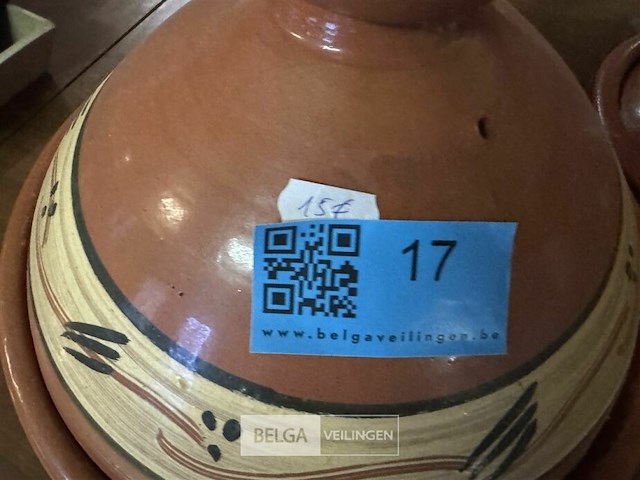 15€
17
www.belgaveilingen.be
BELGA VEILINGEN